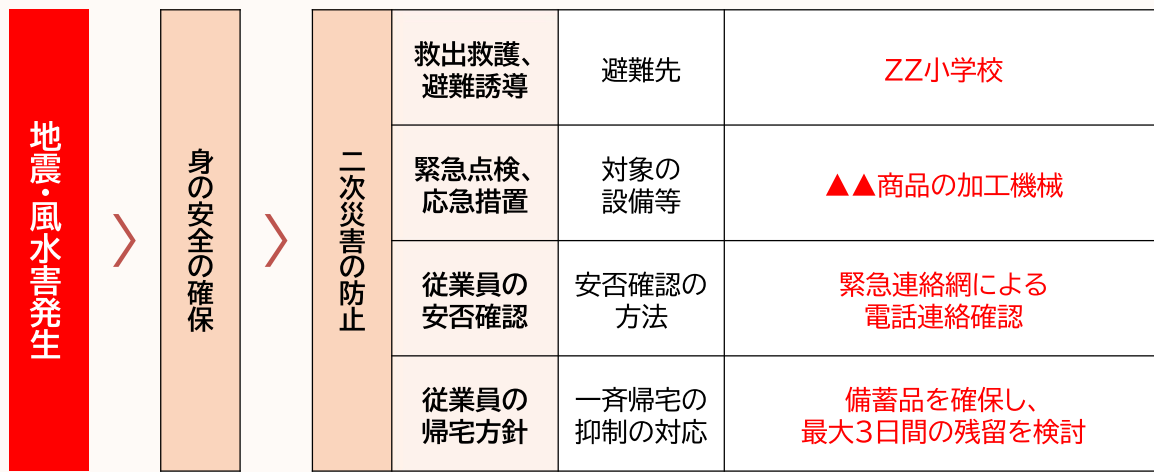 地震・風水害発生
身の安全の確保
二次災害の防止
救出救護、
避難誘導
避難先
ZZ小学校
緊急点検、
応急措置
対象の
設備等
▲▲商品の加工機械
従業員の
安否確認
安否確認の
方法
緊急連絡網による
電話連絡確認
従業員の
帰宅方針
一斉帰宅の
抑制の対応
備蓄品を確保し、
最大3日間の残留を検討